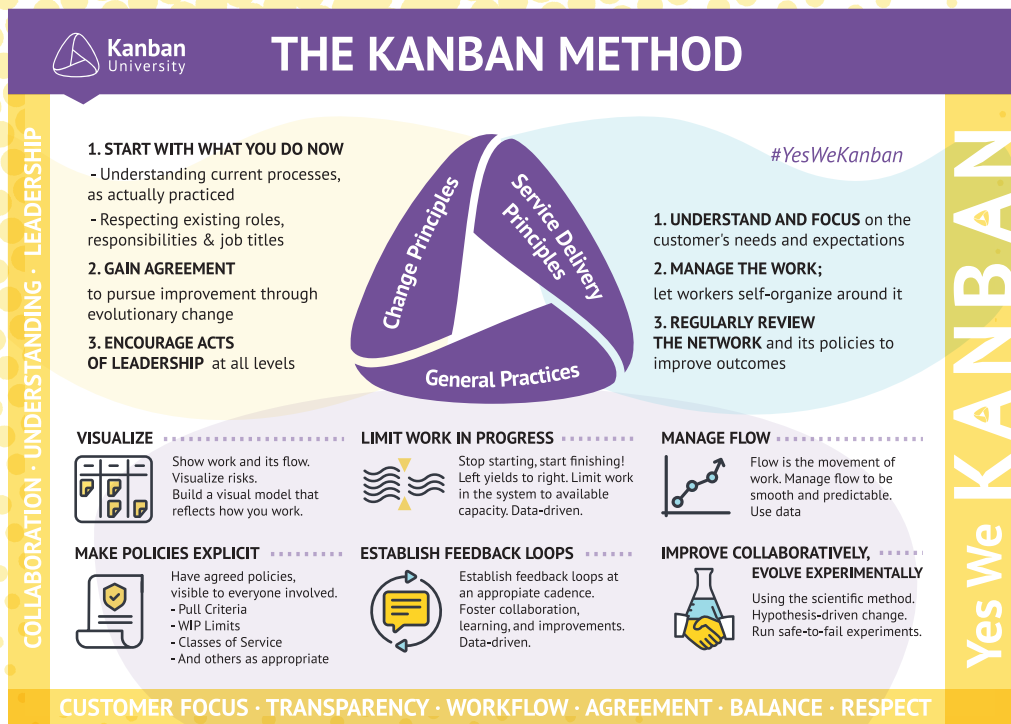 Kanban
University
THE KANBAN METHOD
COLLABORATION · UNDERSTANDING · LEADERSHIP
1. START WITH WHAT YOU DO NOW
- Understanding current processes,
as actually practiced
- Respecting existing roles,
responsibilities & job titles
2. GAIN AGREEMENT
to pursue improvement through
evolutionary change
3. ENCOURAGE ACTS
OF LEADERSHIP at all levels
Change Principles
Service Delivery
Principles
General Practices
#YesWeKanban
1. UNDERSTAND AND FOCUS on the
customer's needs and expectations
2. MANAGE THE WORK;
let workers self-organize around it
3. REGULARLY REVIEW
THE NETWORK and its policies to
improve outcomes
Yes We KANBAN
VISUALIZE
Show work and its flow.
Visualize risks.
Build a visual model that
reflects how you work.
LIMIT WORK IN PROGRESS
Stop starting, start finishing!
Left yields to right. Limit work
in the system to available
capacity. Data-driven.
MANAGE FLOW
Flow is the movement of
work. Manage flow to be
smooth and predictable.
Use data
MAKE POLICIES EXPLICIT
Have agreed policies,
visible to everyone involved.
- Pull Criteria
- WIP Limits
- Classes of Service
- And others as appropriate
ESTABLISH FEEDBACK LOOPS
Establish feedback loops at
an appropiate cadence.
Foster collaboration,
learning, and improvements.
Data-driven.
IMPROVE COLLABORATIVELY,
EVOLVE EXPERIMENTALLY
Using the scientific method.
Hypothesis-driven change.
Run safe-to-fail experiments.
CUSTOMER FOCUS · TRANSPARENCY · WORKFLOW · AGREEMENT · BALANCE · RESPECT